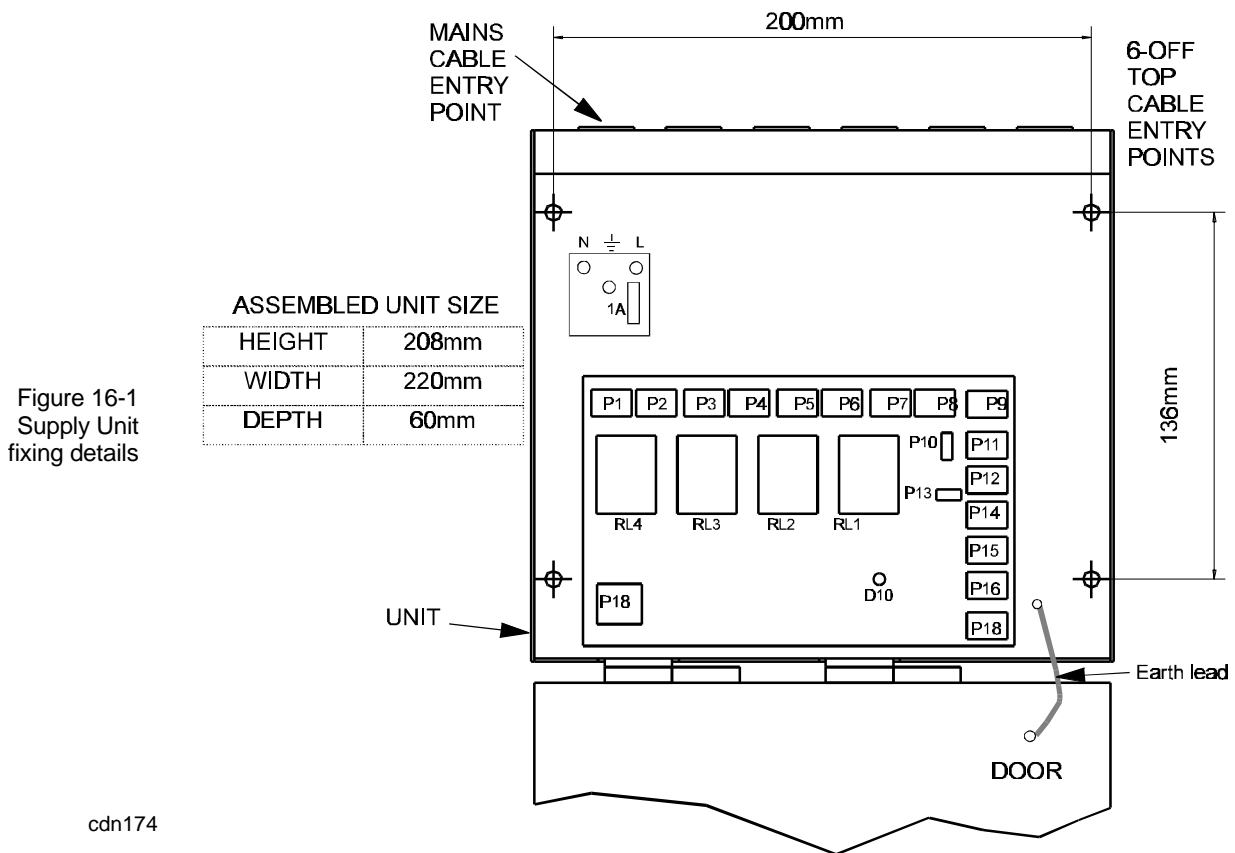 200mm
MAINS
CABLE
ENTRY
POINT
6-OFF
TOP
CABLE
ENTRY
POINTS
N L
1A
136mm
ASSEMBLED UNIT SIZE
HEIGHT 208mm
WIDTH 220mm
DEPTH 60mm
Figure 16-1
Supply Unit
fixing details
P1 P2 P3 P4 P5 P6 P7 P8 P9
P10 P11
P12
P13
P14
RL4 RL3 RL2 RL1
P15
D10
P16
P18
P18
UNIT
Earth lead
DOOR
cdn174